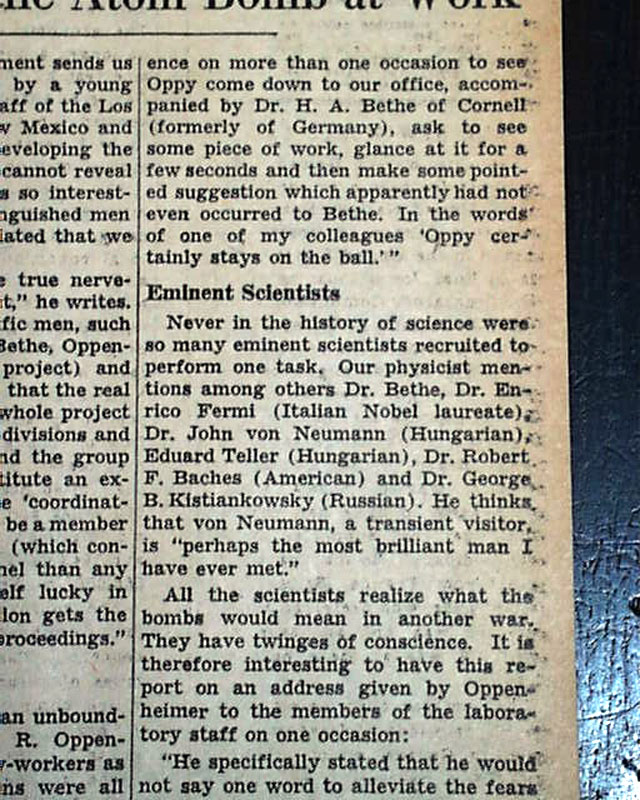 the Atom Bomb at Work
ment sends us
by a young
aff of the Los
w Mexico and
eveloping the
cannot reveal
s so interest-
nguished men
lated that we
e true nerve-
t," he writes.
fic men, such
Bethe, Oppen-
project) and
that the real
whole project
divisions and
nd the group
titute an ex-
e 'coordinat-
be a member
(which con-
nel than any
elf lucky in
ion gets the
proceedings."
an unbound-
R. Oppen-
w-workers as
ns were all
ence on more than one occasion to see
Oppy come down to our office, accom-
panied by Dr. H. A. Bethe of Cornell
(formerly of Germany), ask to see
some piece of work, glance at it for a
few seconds and then make some point-
ed suggestion which apparently had not
even occurred to Bethe. In the words
of one of my colleagues 'Oppy cer-
tainly stays on the ball.'"
Eminent Scientists
Never in the history of science were
so many eminent scientists recruited to
perform one task. Our physicist men-
tions among others Dr. Bethe, Dr. En-
rico Fermi (Italian Nobel laureate),
Dr. John von Neumann (Hungarian),
Eduard Teller (Hungarian), Dr. Robert
F. Baches (American) and Dr. George
B. Kistiankowsky (Russian). He thinks
that von Neumann, a transient visitor,
is "perhaps the most brilliant man I
have ever met."
All the scientists realize what the
bombs would mean in another war.
They have twinges of conscience. It is
therefore interesting to have this re-
port on an address given by Oppen-
heimer to the members of the labora-
tory staff on one occasion:
"He specifically stated that he would
not say one word to alleviate the fears